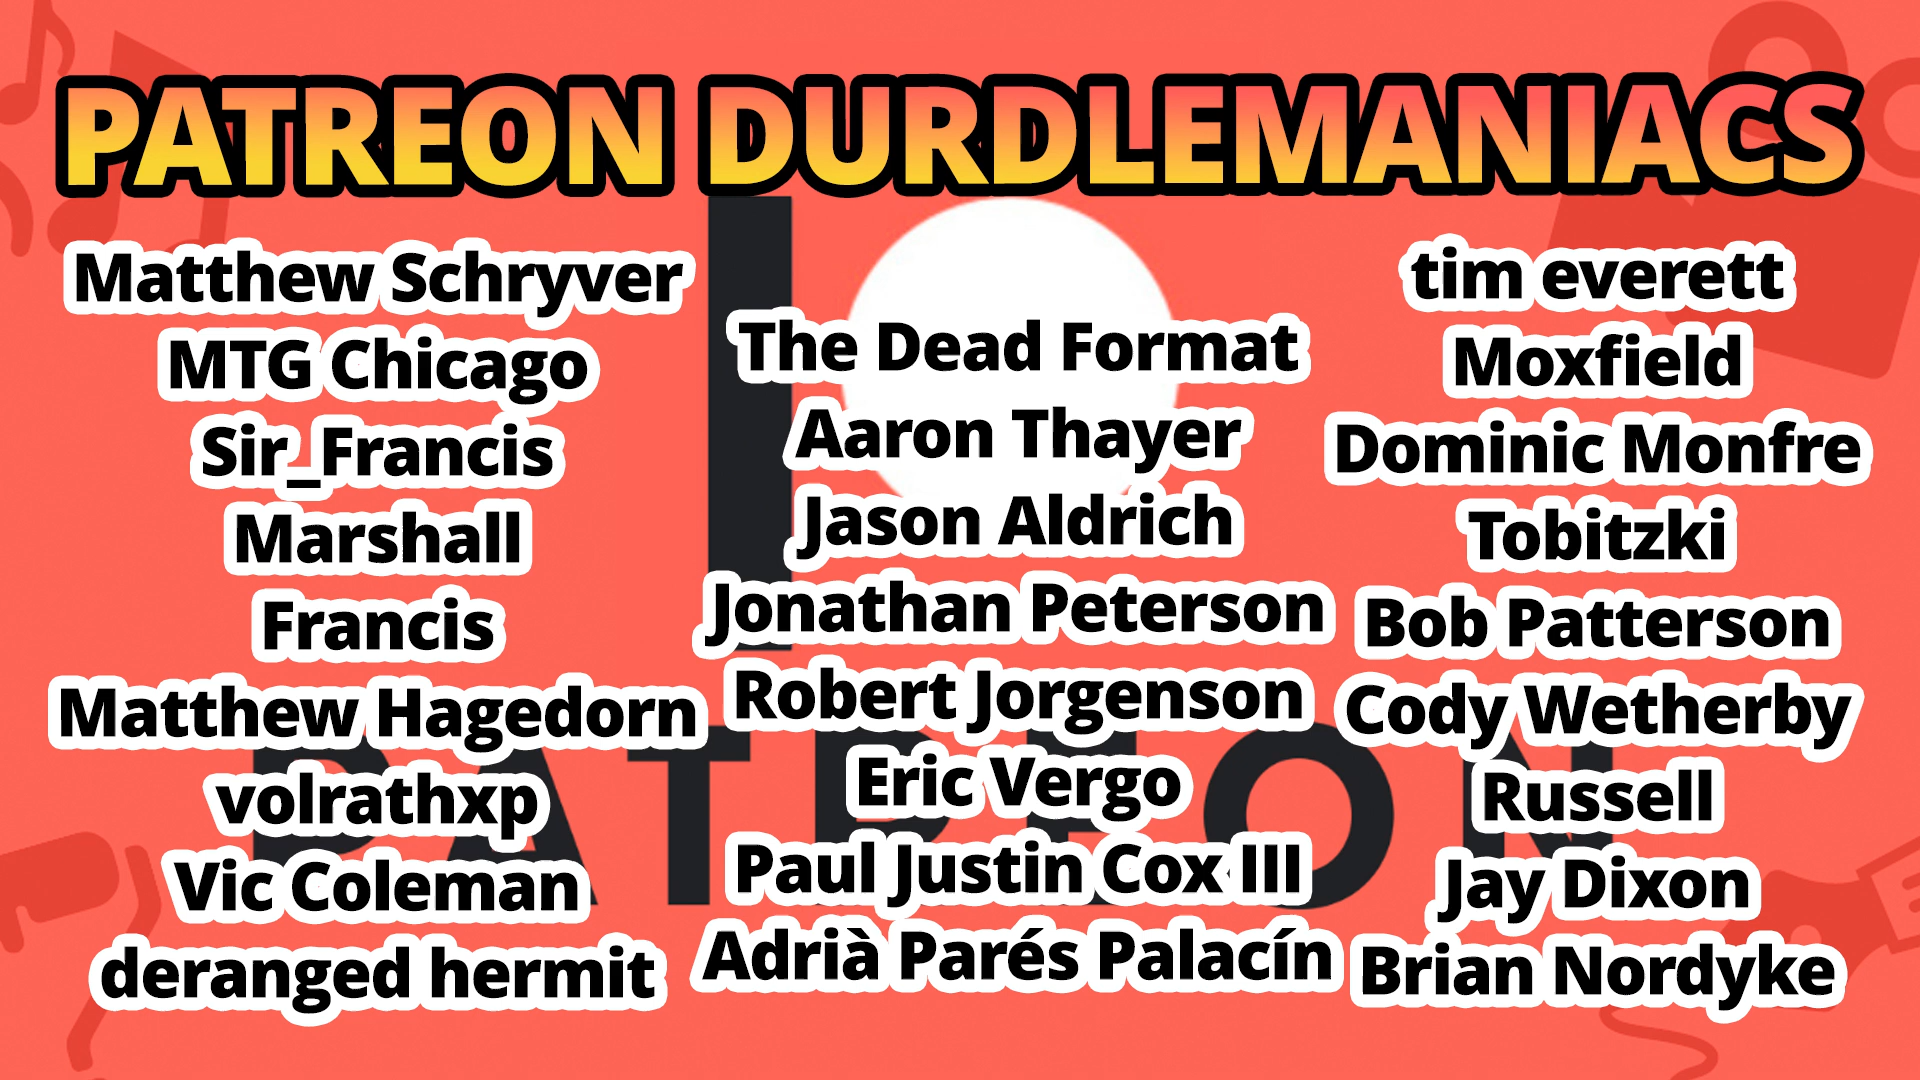 PATREON DURDLEMANIACS
Matthew Schryver
MTG Chicago
Sir_Francis
Marshall
Francis
Matthew Hagedorn
volrathxp
Vic Coleman
deranged hermit
The Dead Format
Aaron Thayer
Jason Aldrich
Jonathan Peterson
Robert Jorgenson
Eric Vergo
Paul Justin Cox III
Adrià Parés Palacín
tim everett
Moxfield
Dominic Monfre
Tobitzki
Bob Patterson
Cody Wetherby
Russell
Jay Dixon
Brian Nordyke
PATREON